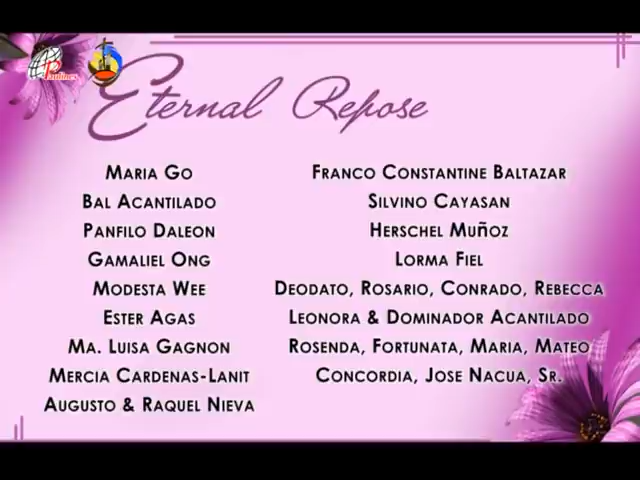 Paulines
Eternal Repose
Maria Go
Bal Acantilado
Panfilo Daleon
Gamaliel Ong
Modesta Wee
Ester Agas
Ma. Luisa Gagnon
Mercia Cardenas-Lanit
Augusto & Raquel Nieva
Franco Constantine Baltazar
Silvino Cayasan
Herschel Muñoz
Lorma Fiel
Deodato, Rosario, Conrado, Rebecca
Leonora & Dominador Acantilado
Rosenda, Fortunata, Maria, Mateo
Concordia, Jose Nacua, Sr.